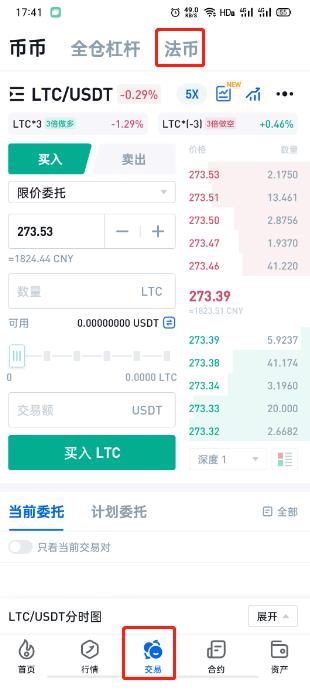 17:41 49.0 KB/S HDa 4G 4G 65
币币 全仓杠杆 法币
LTC/USDT -0.29% 5X NEW
LTC*3 3倍做多 -1.29% LTC*(-3) 3倍做空 +0.46%
买入 卖出 价格 数量
限价委托 273.53 2.1750
273.51 13.461
273.53 273.50 2.8756
≈1824.44 CNY 273.47 1.9370
273.46 41.220
数量 LTC 273.39
≈1823.51 CNY
可用 0.00000000 USDT
273.39 5.9237
273.38 41.174
0 0.0000 LTC 273.34 3.1960
交易额 USDT 273.33 20.000
273.32 2.6682
买入 LTC 深度 1
当前委托 计划委托 全部
只看当前交易对
LTC/USDT分时图 展开
首页 行情 交易 合约 资产